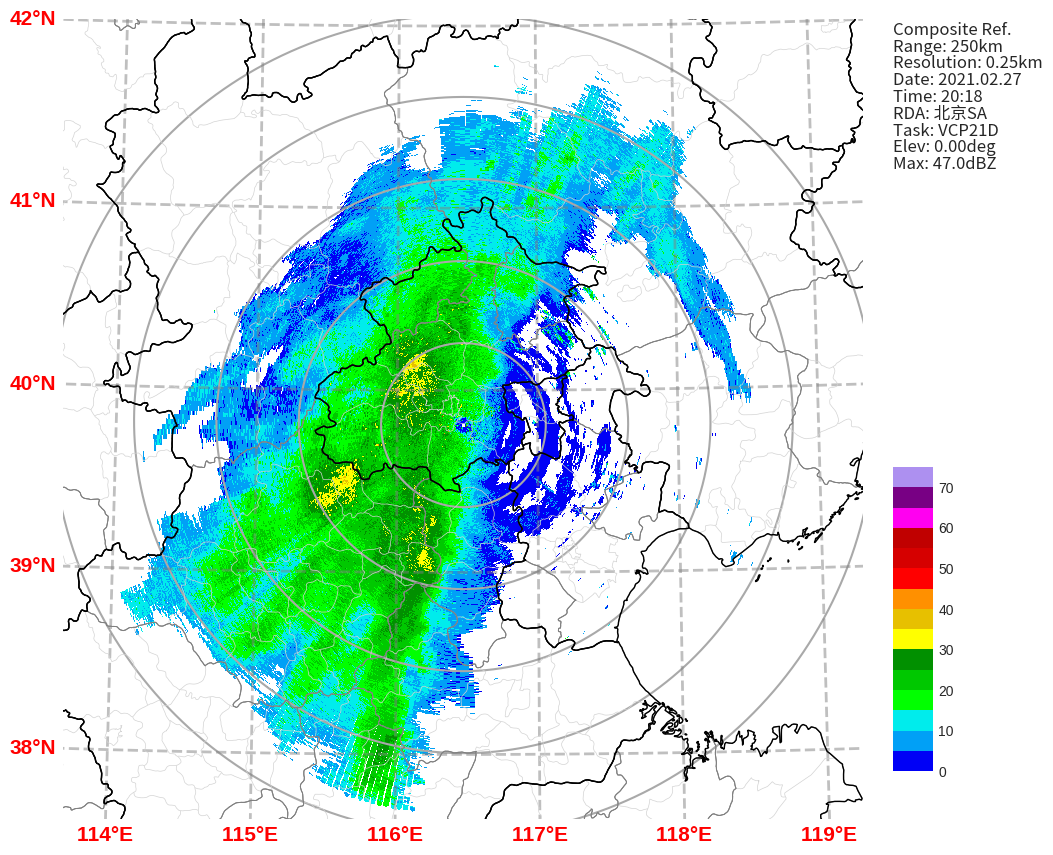 42°N
41°N
40°N
39°N
38°N
114°E
115°E
116°E
117°E
118°E
119°E
Composite Ref.
Range: 250km
Resolution: 0.25km
Date: 2021.02.27
Time: 20:18
RDA: 北京SA
Task: VCP21D
Elev: 0.00deg
Max: 47.0dBZ
70
60
50
40
30
20
10
0